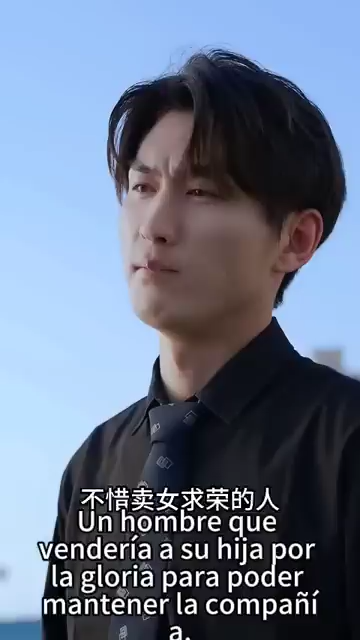 不惜卖女求荣的人
Un hombre que
vendería a su hija por
la gloria para poder
mantener la compañí
a.